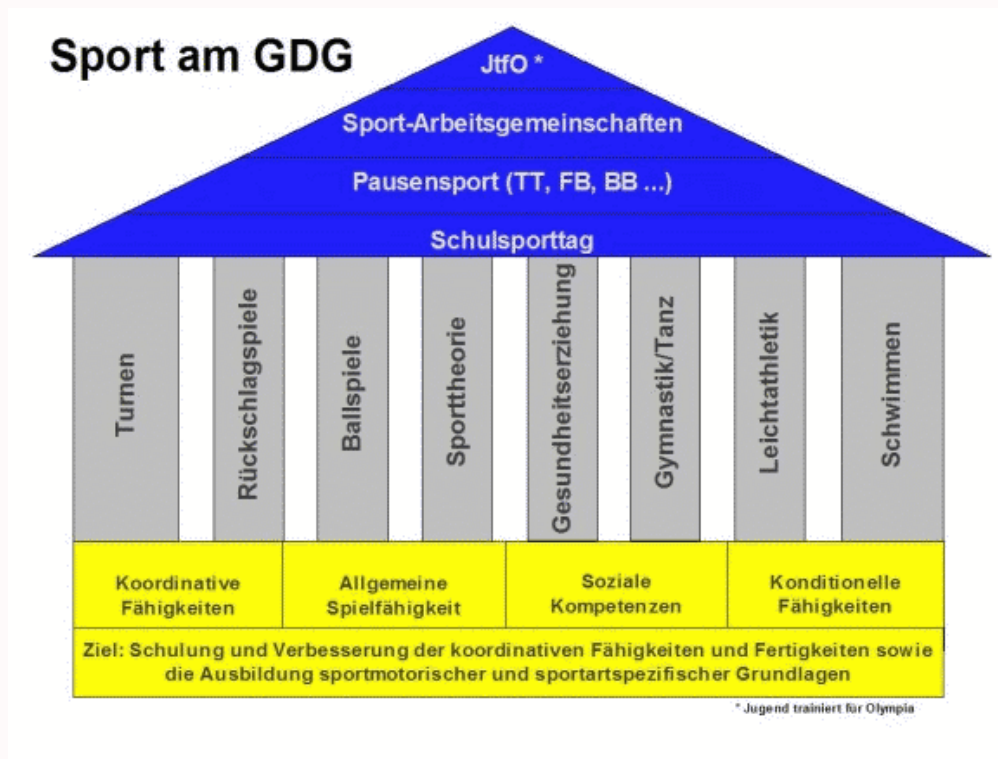 Sport am GDG
JtfO *
Sport-Arbeitsgemeinschaften
Pausensport (TT, FB, BB ...)
Schulsporttag
Turnen
Rückschlagspiele
Ballspiele
Sporttheorie
Gesundheitserziehung
Gymnastik/Tanz
Leichtathletik
Schwimmen
Koordinative
Fähigkeiten
Allgemeine
Spielfähigkeit
Soziale
Kompetenzen
Konditionelle
Fähigkeiten
Ziel: Schulung und Verbesserung der koordinativen Fähigkeiten und Fertigkeiten sowie
die Ausbildung sportmotorischer und sportartspezifischer Grundlagen
* Jugend trainiert für Olympia